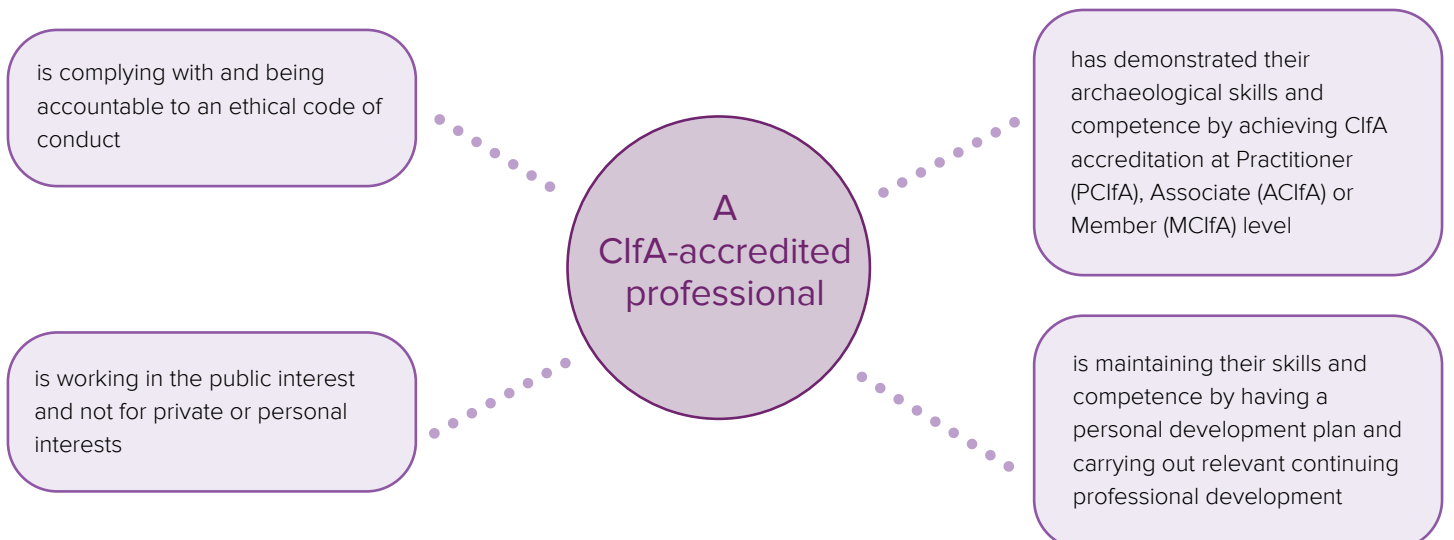 is complying with and being
accountable to an ethical code of
conduct
has demonstrated their
archaeological skills and
competence by achieving CIfA
accreditation at Practitioner
(PCIfA), Associate (ACIfA) or
Member (MCIfA) level
A
CIfA-accredited
professional
is working in the public interest
and not for private or personal
interests
is maintaining their skills and
competence by having a
personal development plan and
carrying out relevant continuing
professional development